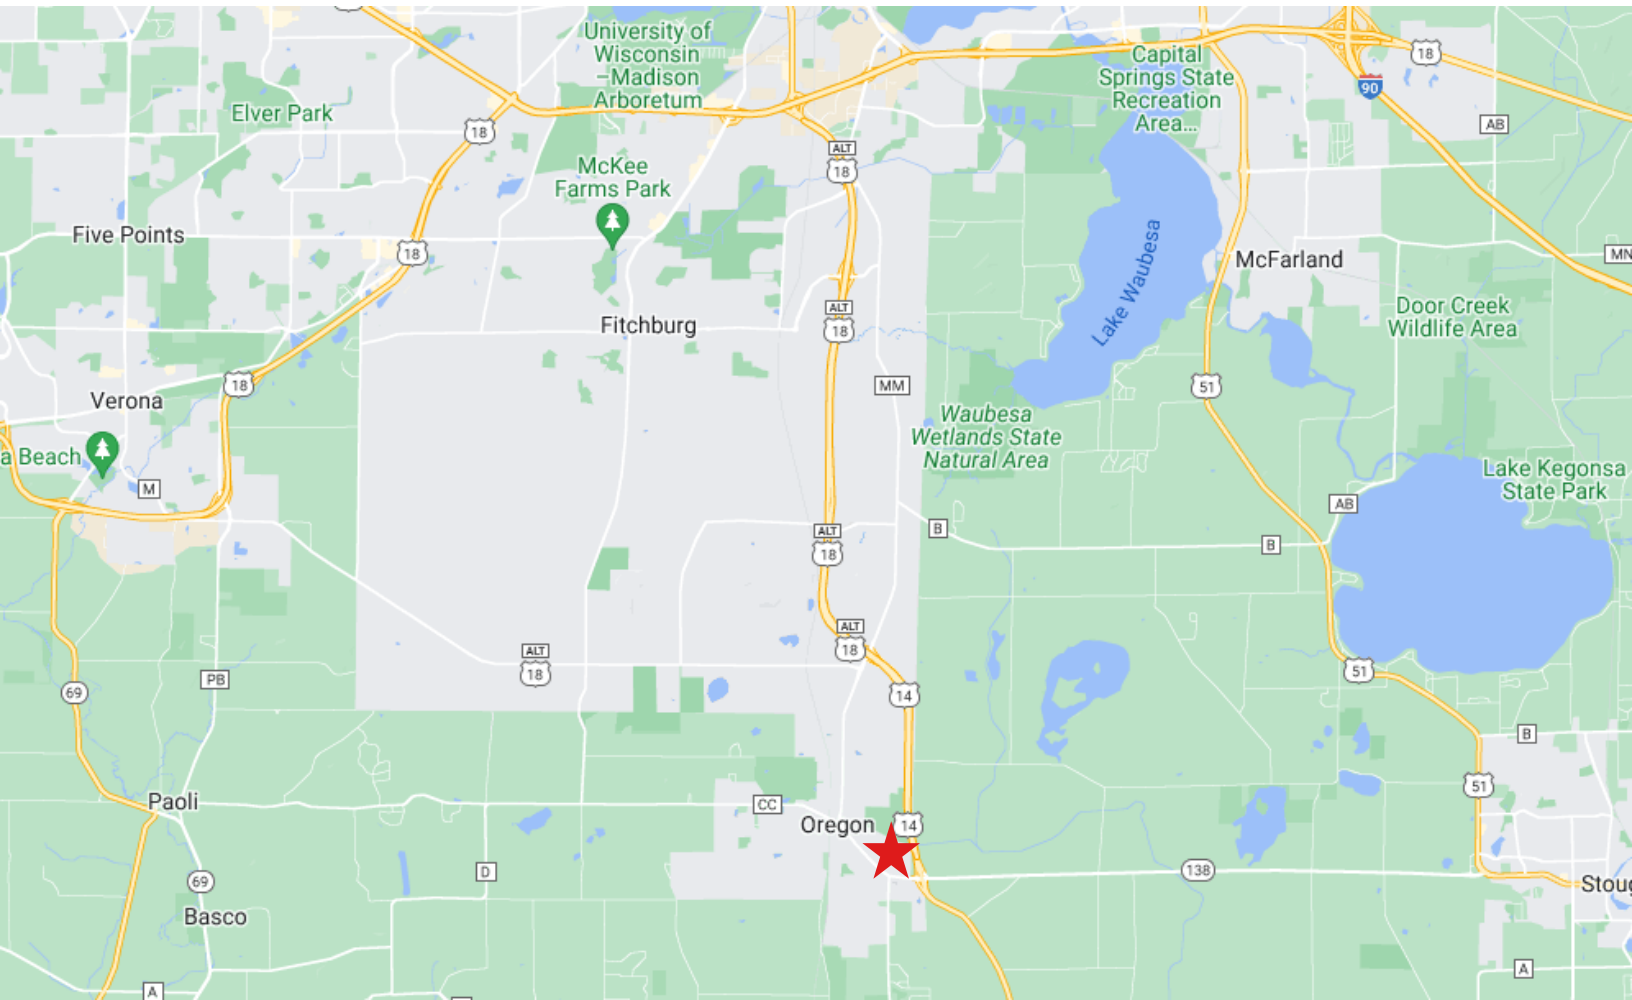 University of
Wisconsin
–Madison
Arboretum
Capital
Springs State
Recreation
Area...
18
90
Elver Park
18
AB
McKee
Farms Park
ALT
18
Five Points
18
Lake Waubesa
McFarland
MN
ALT
18
Fitchburg
Door Creek
Wildlife Area
18
Verona
MM
51
Waubesa
Wetlands State
Natural Area
a Beach
M
Lake Kegonsa
State Park
AB
B
B
ALT
18
ALT
18
ALT
18
PB
69
14
51
B
51
Paoli
CC
Oregon
14
D
138
69
Stoug
Basco
A
A